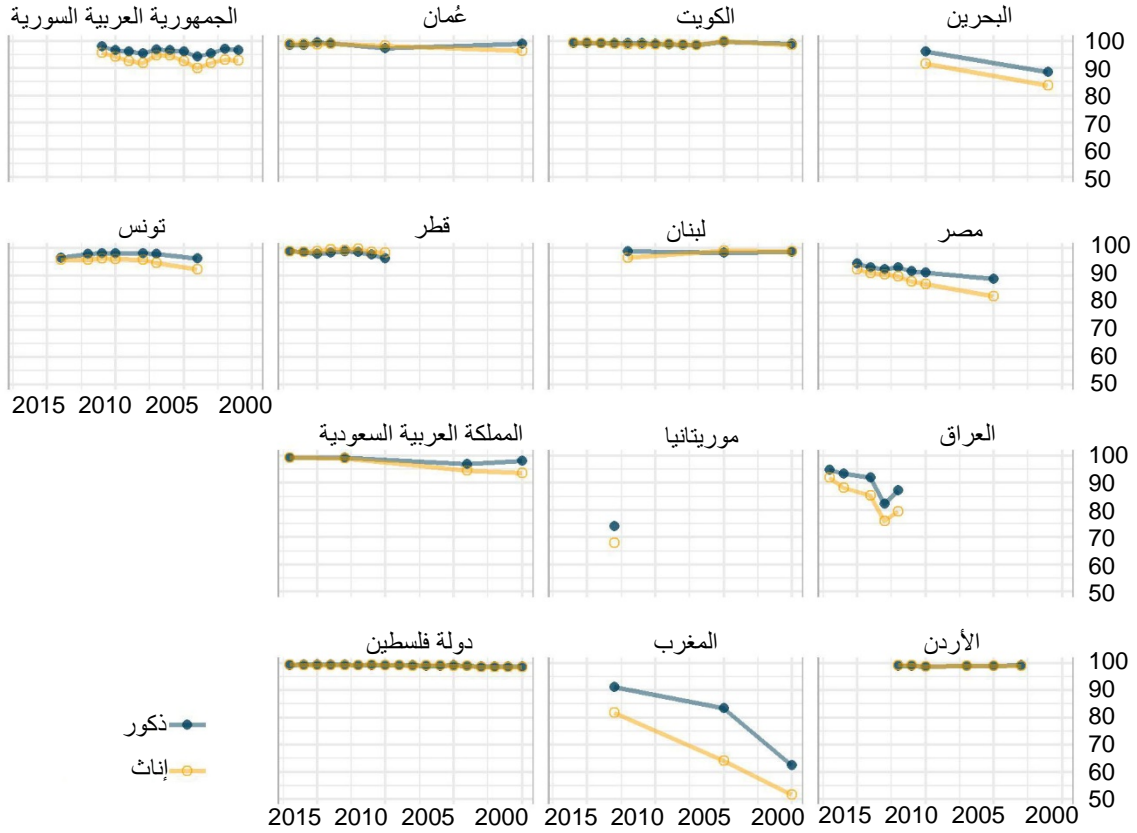 البحرين
الكويت
عُمان
الجمهورية العربية السورية
100
90
80
70
60
50
مصر
لبنان
قطر
تونس
100
90
80
70
60
50
2015 2010 2005 2000
العراق
موريتانيا
المملكة العربية السعودية
100
90
80
70
60
50
الأردن
المغرب
دولة فلسطين
100
90
80
70
60
50
ذكور
إناث
2015 2010 2005 2000
2015 2010 2005 2000
2015 2010 2005 2000